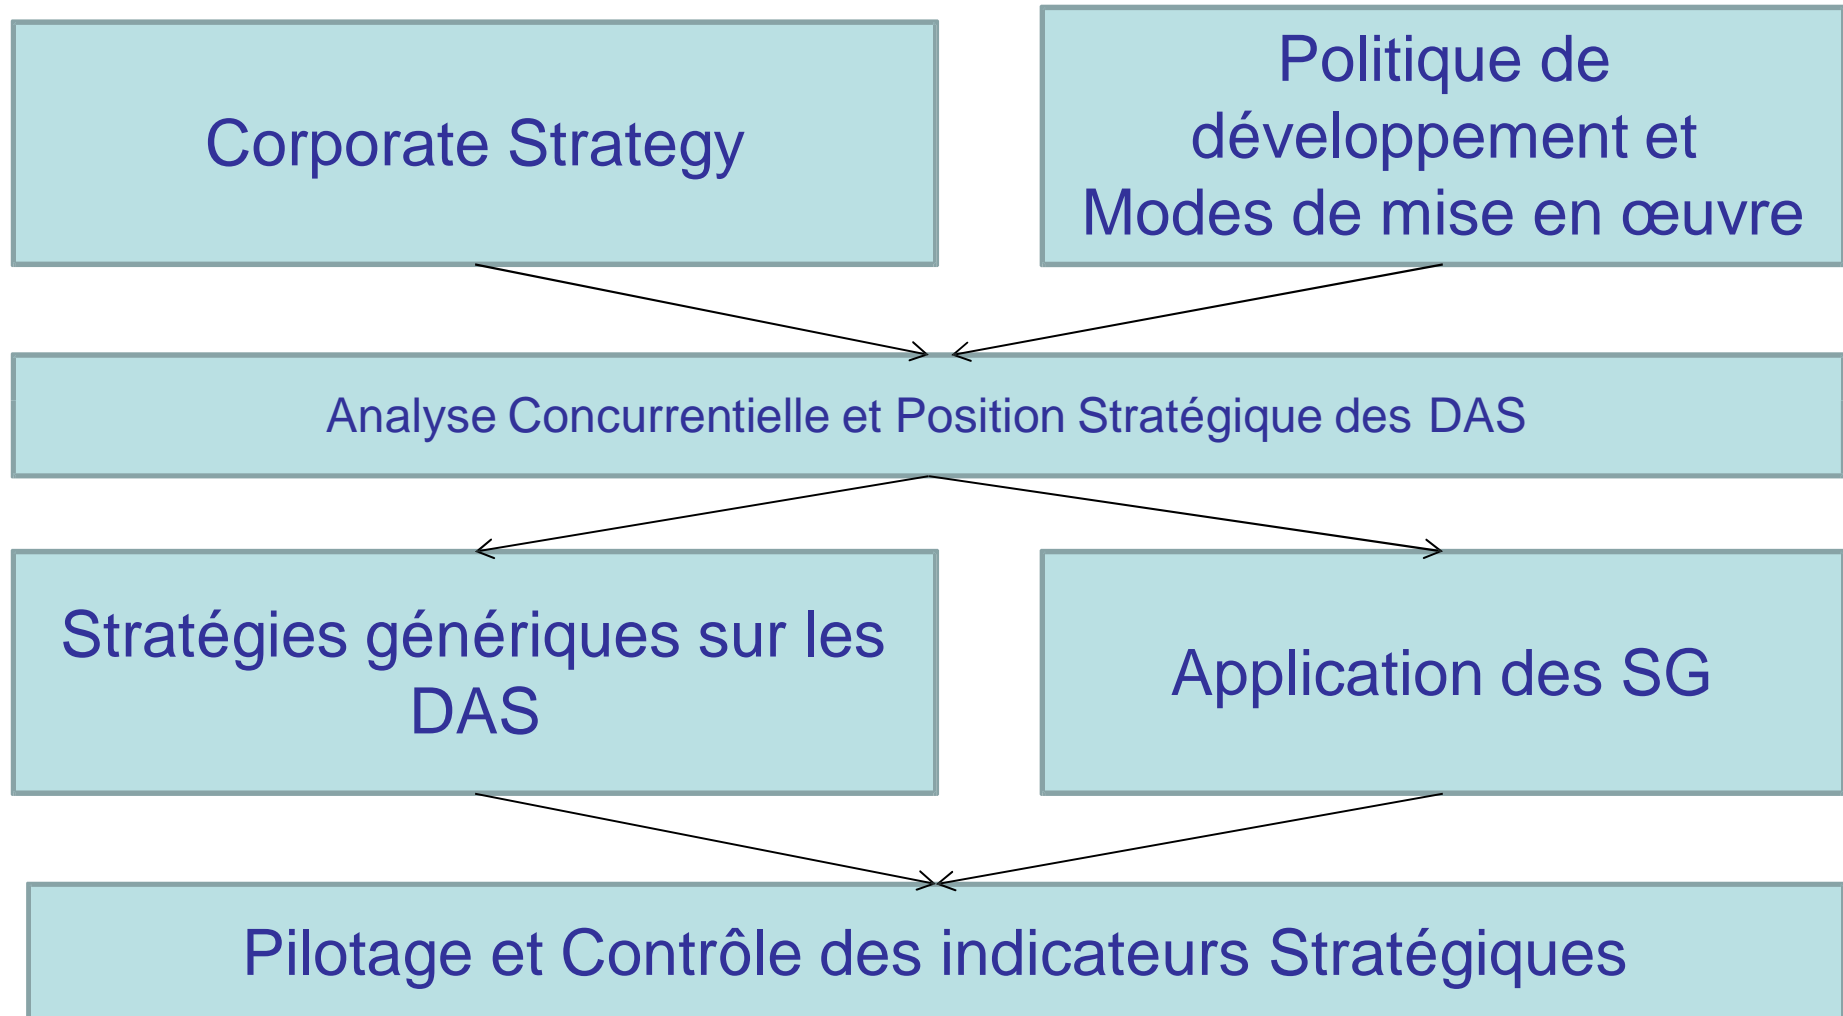 Corporate Strategy
Politique de
développement et
Modes de mise en œuvre
Analyse Concurrentielle et Position Stratégique des DAS
Stratégies génériques sur les
DAS
Application des SG
Pilotage et Contrôle des indicateurs Stratégiques